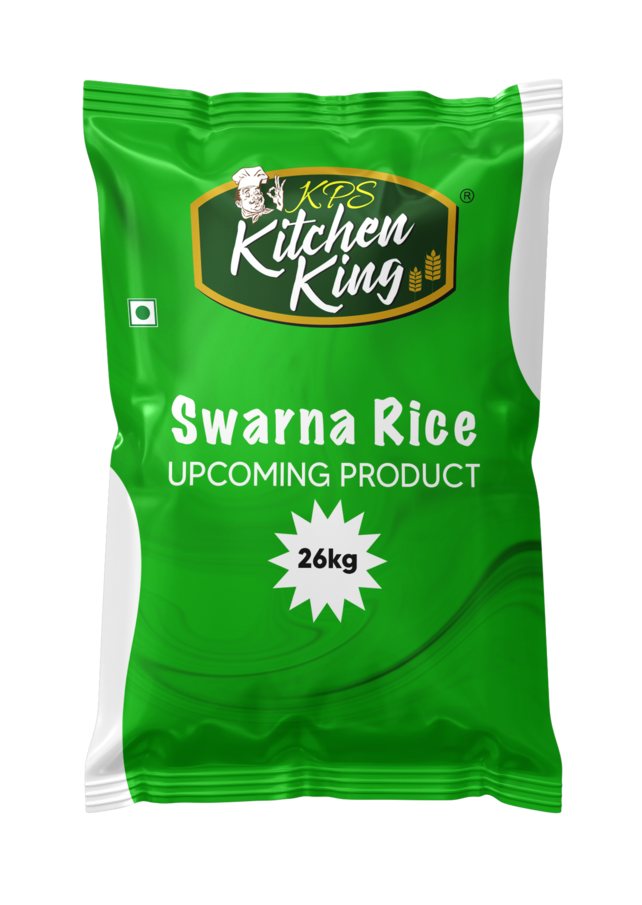 KPS
Kitchen
King
®
Swarna Rice
UPCOMING PRODUCT
26kg